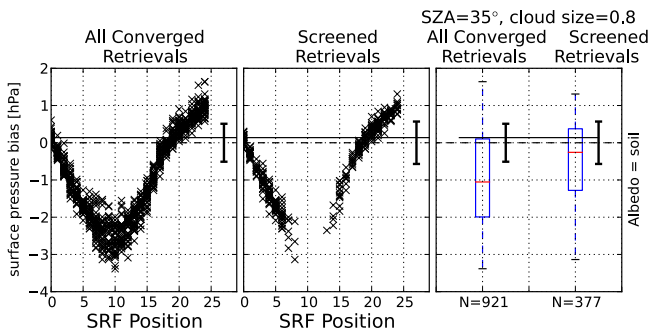 SZA=35°, cloud size=0.8
All Converged Retrievals
Screened Retrievals
All Converged Retrievals
Screened Retrievals
surface pressure bias [hPa]
2
1
0
−1
−2
−3
−4
0 5 10 15 20 25
SRF Position
0 5 10 15 20 25
SRF Position
N=921
N=377
Albedo = soil